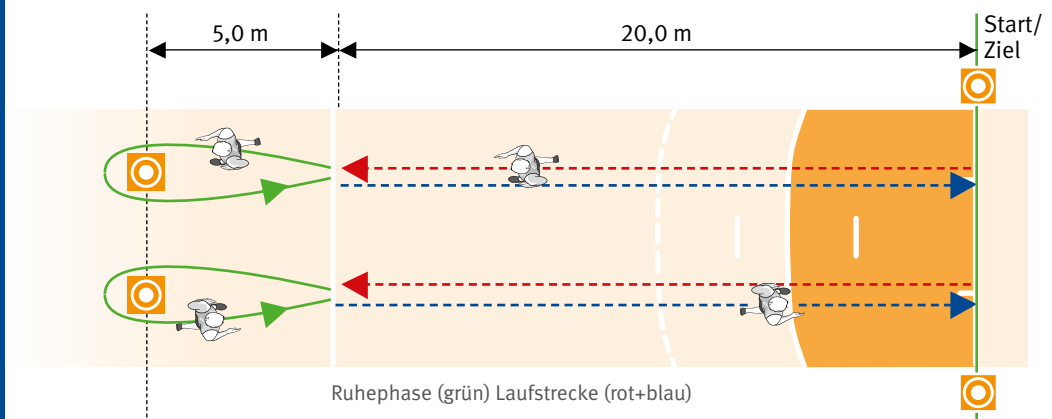 5,0 m
20,0 m
Start/
Ziel
Ruhephase (grün) Laufstrecke (rot+blau)